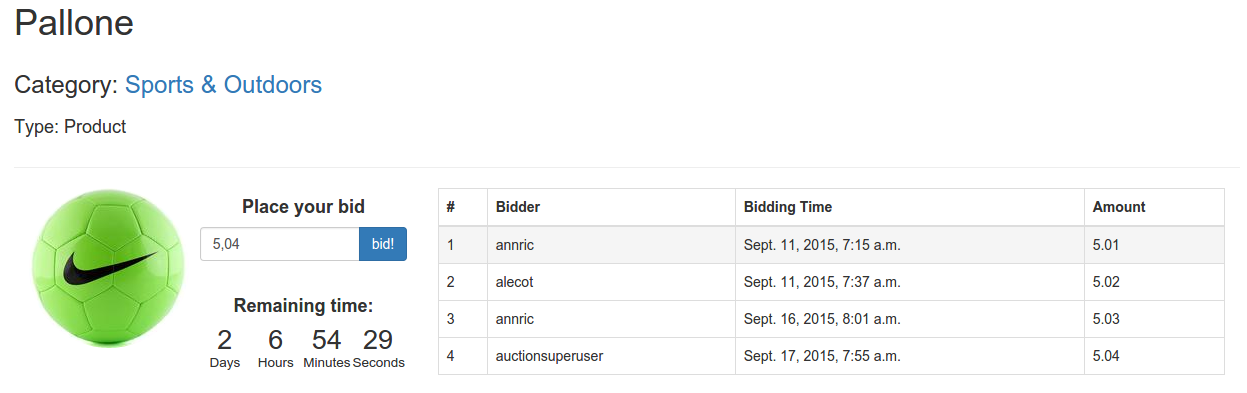 Pallone
Category: Sports & Outdoors
Type: Product
Place your bid
5,04 bid!
Remaining time:
2 6 54 29
Days Hours Minutes Seconds
# Bidder Bidding Time Amount
1 annric Sept. 11, 2015, 7:15 a.m. 5.01
2 alecot Sept. 11, 2015, 7:37 a.m. 5.02
3 annric Sept. 16, 2015, 8:01 a.m. 5.03
4 auctionsuperuser Sept. 17, 2015, 7:55 a.m. 5.04